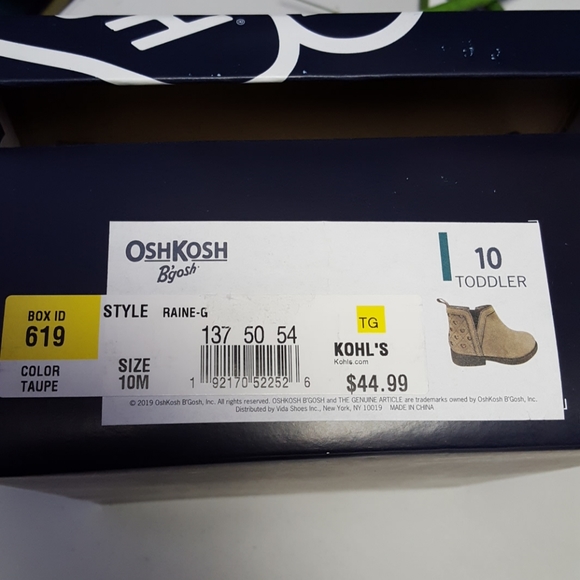 SH
®
OSHKOSH
B'gosh
10
TODDLER
BOX ID
619
COLOR
TAUPE
STYLE RAINE-G
137 50 54
SIZE
10M
1 92170 52252 6
TG
KOHL'S
Kohls.com
$44.99
© 2019 OshKosh B'Gosh, Inc. All rights reserved. OSHKOSH B'GOSH and THE GENUINE ARTICLE are trademarks owned by OshKosh B'Gosh, Inc.
Distributed by Vida Shoes Inc., New York, NY 10019 MADE IN CHINA